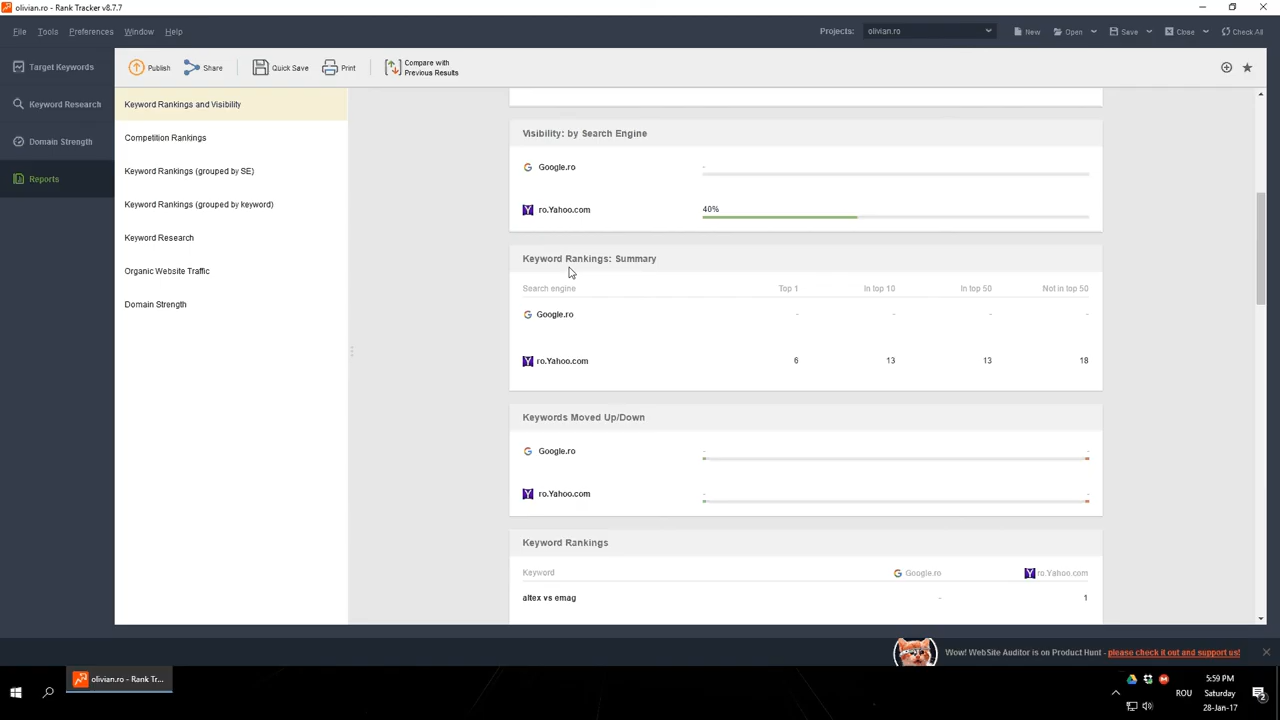 olivian.ro - Rank Tracker v8.7.7
File Tools Preferences Window Help Projects: olivian.ro New Open Save Close Check All
Target Keywords
Keyword Research
Domain Strength
Reports
Publish Share Quick Save Print Compare with
Previous Results
Keyword Rankings and Visibility
Competition Rankings
Keyword Rankings (grouped by SE)
Keyword Rankings (grouped by keyword)
Keyword Research
Organic Website Traffic
Domain Strength
Visibility: by Search Engine
Google.ro -
ro.Yahoo.com 40%
Keyword Rankings: Summary
Search engine Top 1 In top 10 In top 50 Not in top 50
Google.ro - - - -
ro.Yahoo.com 6 13 13 18
Keywords Moved Up/Down
Google.ro - -
ro.Yahoo.com - -
Keyword Rankings
Keyword Google.ro ro.Yahoo.com
altex vs emag - 1
Wow! WebSite Auditor is on Product Hunt - please check it out and support us!
olivian.ro - Rank Tr...
5:59 PM
ROU Saturday
28-Jan-17
2